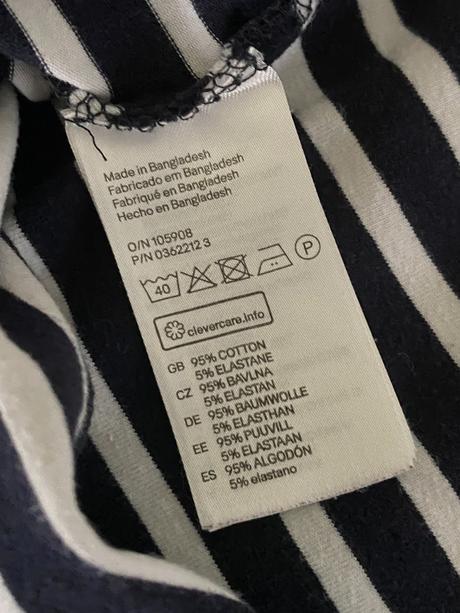 Made in Bangladesh
Fabricado em Bangladesh
Fabriqué en Bangladesh
Hecho en Bangladesh
O/N 105908
P/N 0362212 3
40 P
clevercare.info
GB 95% COTTON
5% ELASTANE
CZ 95% BAVLNA
5% ELASTAN
DE 95% BAUMWOLLE
5% ELASTHAN
EE 95% PUUVILL
5% ELASTAAN
ES 95% ALGODÓN
5% elastano